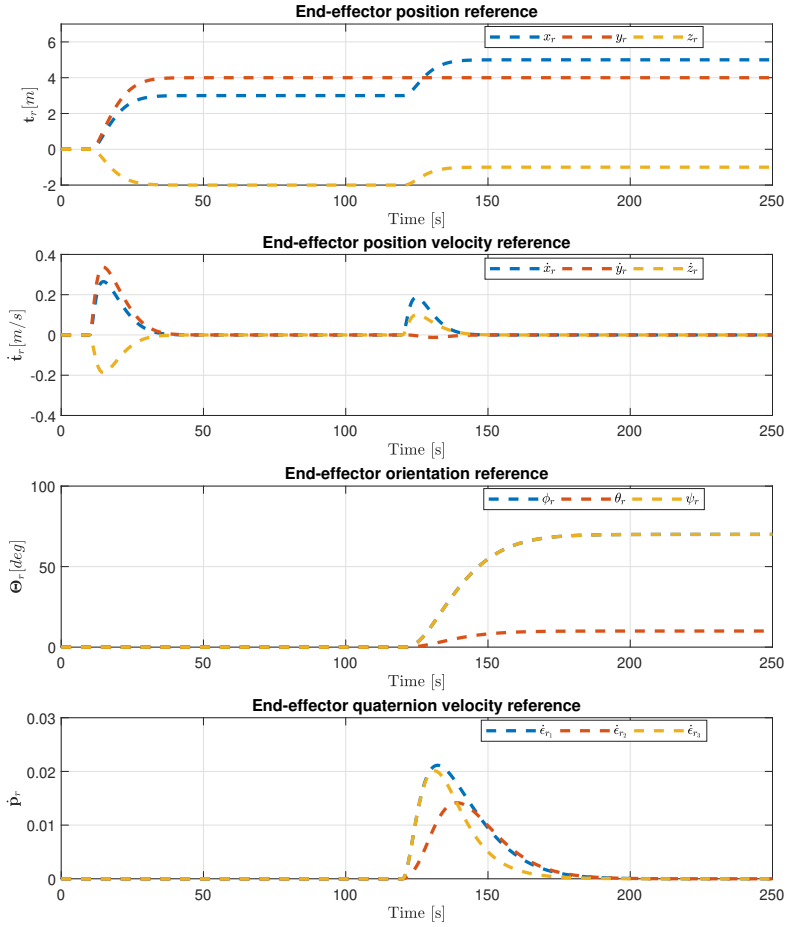 End-effector position reference
x_r y_r z_r
6
4
2
0
-2
t_r[m]
0 50 100 150 200 250
Time [s]
End-effector position velocity reference
ẋ_r ẏ_r ż_r
0.4
0.2
0
-0.2
-0.4
ṫ_r[m/s]
0 50 100 150 200 250
Time [s]
End-effector orientation reference
ϕ_r θ_r ψ_r
100
50
0
Θ_r[deg]
0 50 100 150 200 250
Time [s]
End-effector quaternion velocity reference
ϵ̇_r₁ ϵ̇_r₂ ϵ̇_r₃
0.03
0.02
0.01
0
ṗ_r
0 50 100 150 200 250
Time [s]